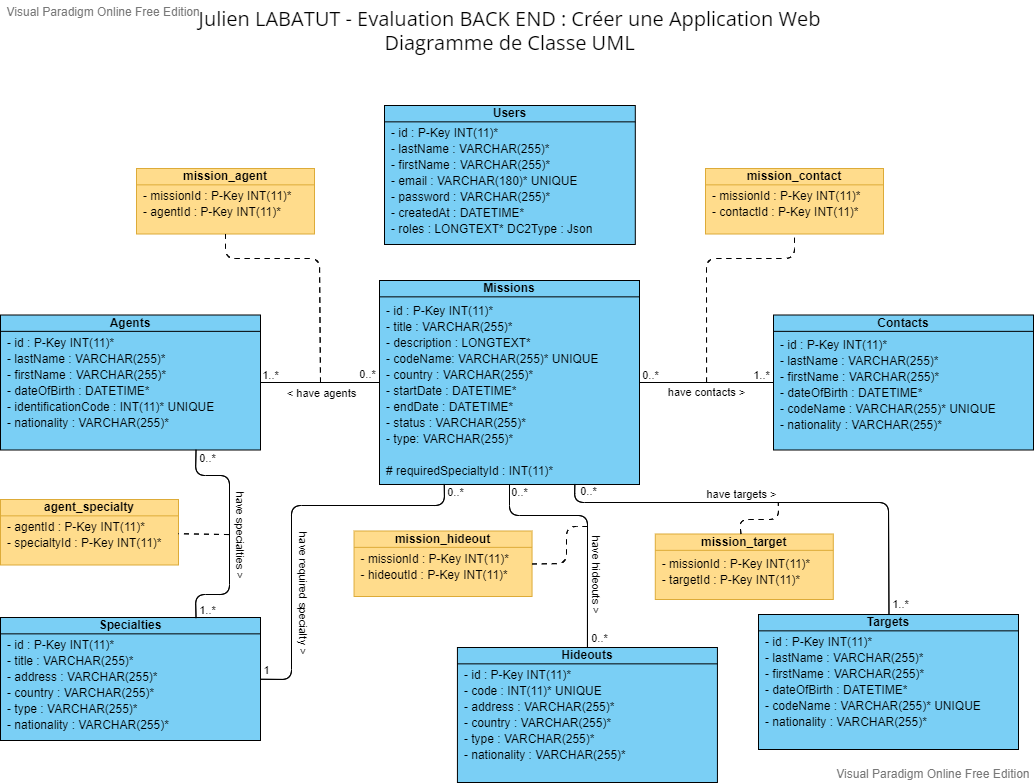 Visual Paradigm Online Free Edition
Julien LABATUT - Evaluation BACK END : Créer une Application Web
Diagramme de Classe UML
Users
- id : P-Key INT(11)*
- lastName : VARCHAR(255)*
- firstName : VARCHAR(255)*
- email : VARCHAR(180)* UNIQUE
- password : VARCHAR(255)*
- createdAt : DATETIME*
- roles : LONGTEXT* DC2Type : Json
mission_agent
- missionId : P-Key INT(11)*
- agentId : P-Key INT(11)*
mission_contact
- missionId : P-Key INT(11)*
- contactId : P-Key INT(11)*
Missions
- id : P-Key INT(11)*
- title : VARCHAR(255)*
- description : LONGTEXT*
- codeName: VARCHAR(255)* UNIQUE
- country : VARCHAR(255)*
- startDate : DATETIME*
- endDate : DATETIME*
- status : VARCHAR(255)*
- type: VARCHAR(255)*
# requiredSpecialtyId : INT(11)*
Agents
- id : P-Key INT(11)*
- lastName : VARCHAR(255)*
- firstName : VARCHAR(255)*
- dateOfBirth : DATETIME*
- identificationCode : INT(11)* UNIQUE
- nationality : VARCHAR(255)*
1..*
0..*
< have agents
Contacts
- id : P-Key INT(11)*
- lastName : VARCHAR(255)*
- firstName : VARCHAR(255)*
- dateOfBirth : DATETIME*
- codeName : VARCHAR(255)* UNIQUE
- nationality : VARCHAR(255)*
0..*
1..*
have contacts >
0..*
have specialties >
1..*
agent_specialty
- agentId : P-Key INT(11)*
- specialtyId : P-Key INT(11)*
0..*
have required specialty >
1
0..*
have hideouts >
0..*
0..*
have targets >
1..*
mission_hideout
- missionId : P-Key INT(11)*
- hideoutId : P-Key INT(11)*
mission_target
- missionId : P-Key INT(11)*
- targetId : P-Key INT(11)*
Specialties
- id : P-Key INT(11)*
- title : VARCHAR(255)*
- address : VARCHAR(255)*
- country : VARCHAR(255)*
- type : VARCHAR(255)*
- nationality : VARCHAR(255)*
Hideouts
- id : P-Key INT(11)*
- code : INT(11)* UNIQUE
- address : VARCHAR(255)*
- country : VARCHAR(255)*
- type : VARCHAR(255)*
- nationality : VARCHAR(255)*
Targets
- id : P-Key INT(11)*
- lastName : VARCHAR(255)*
- firstName : VARCHAR(255)*
- dateOfBirth : DATETIME*
- codeName : VARCHAR(255)* UNIQUE
- nationality : VARCHAR(255)*
Visual Paradigm Online Free Edition